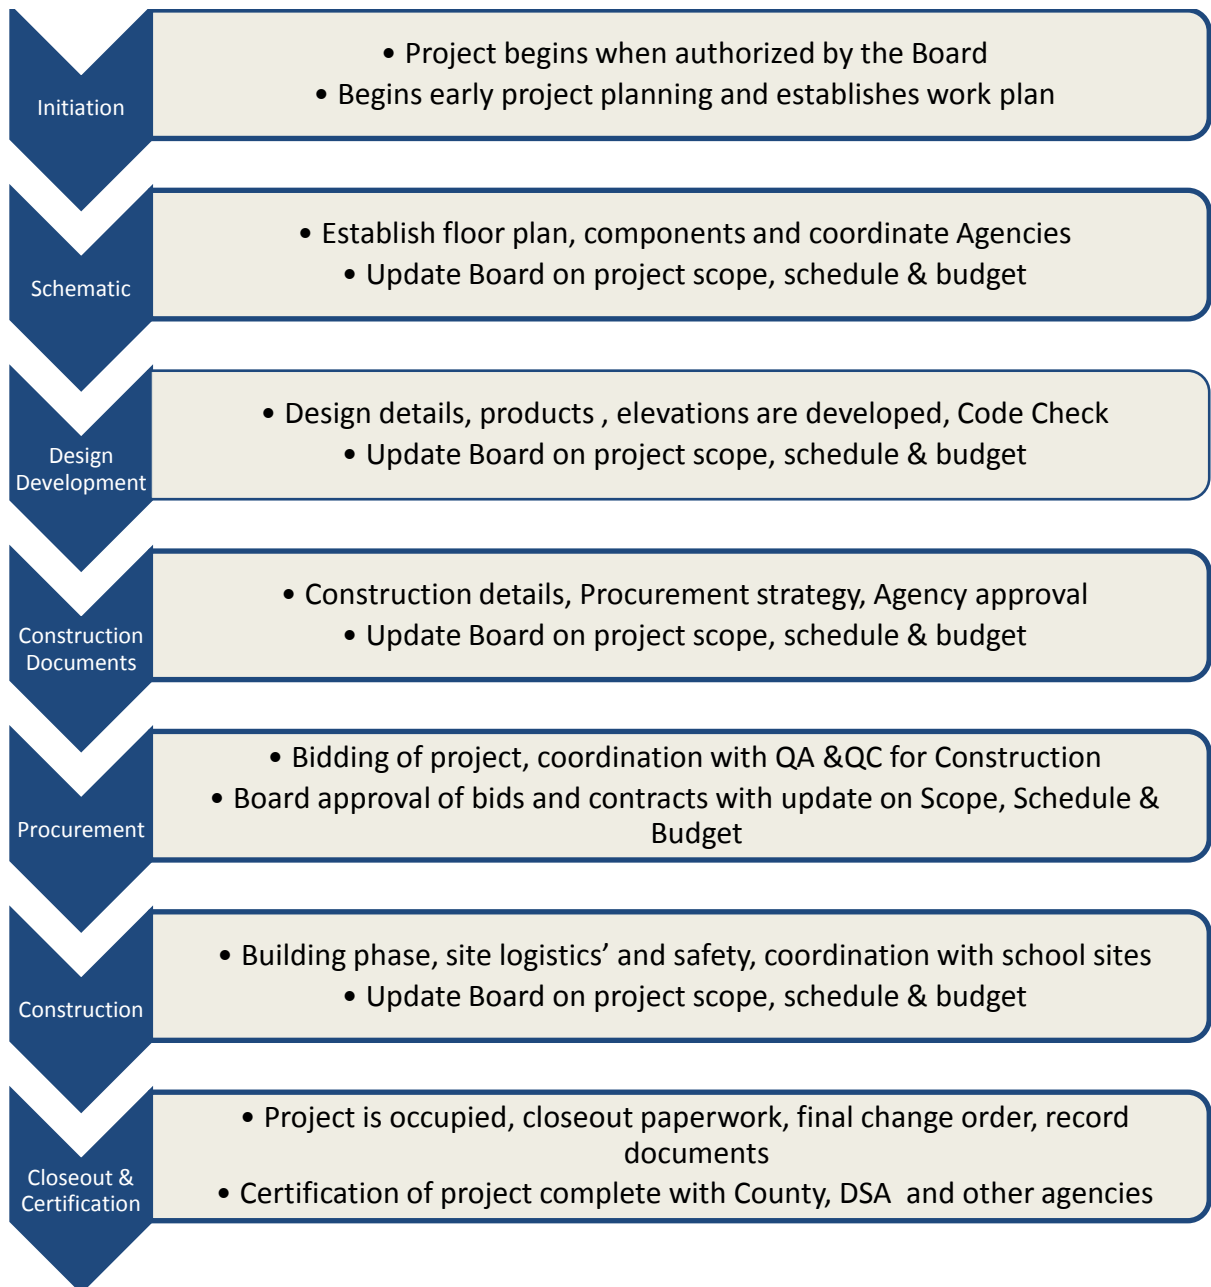 Initiation
• Project begins when authorized by the Board
• Begins early project planning and establishes work plan
Schematic
• Establish floor plan, components and coordinate Agencies
• Update Board on project scope, schedule & budget
Design
Development
• Design details, products , elevations are developed, Code Check
• Update Board on project scope, schedule & budget
Construction
Documents
• Construction details, Procurement strategy, Agency approval
• Update Board on project scope, schedule & budget
Procurement
• Bidding of project, coordination with QA &QC for Construction
• Board approval of bids and contracts with update on Scope, Schedule &
Budget
Construction
• Building phase, site logistics’ and safety, coordination with school sites
• Update Board on project scope, schedule & budget
Closeout &
Certification
• Project is occupied, closeout paperwork, final change order, record
documents
• Certification of project complete with County, DSA  and other agencies